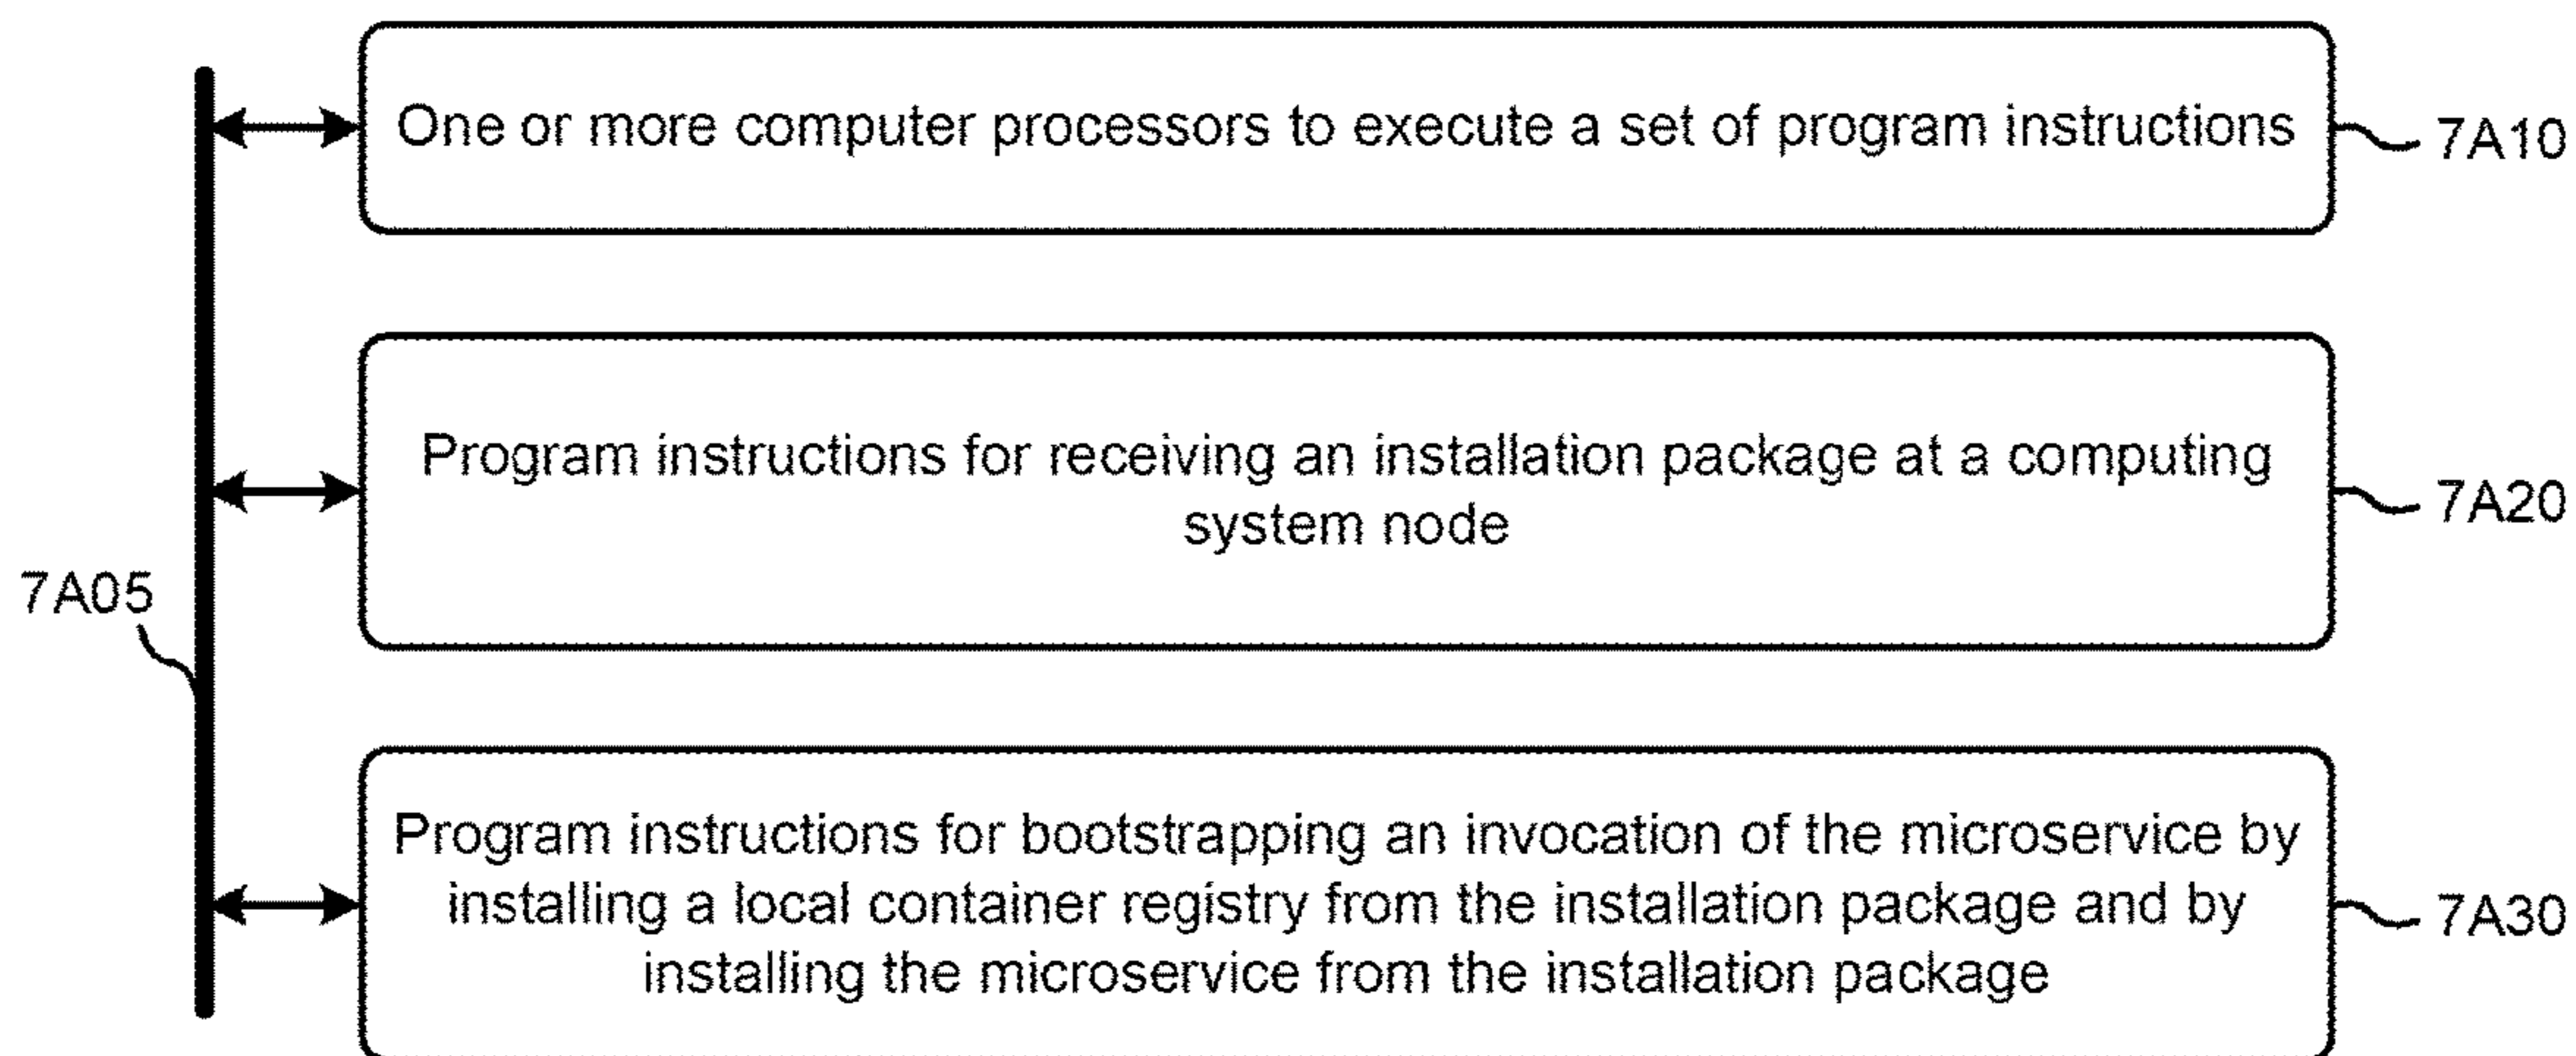 One or more computer processors to execute a set of program instructions
7A10
Program instructions for receiving an installation package at a computing
system node
7A20
7A05
Program instructions for bootstrapping an invocation of the microservice by
installing a local container registry from the installation package and by
installing the microservice from the installation package
7A30